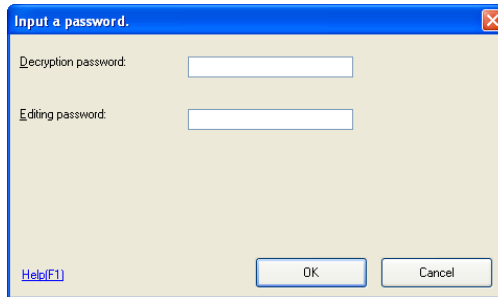 Input a password.
Decryption password:
Editing password:
Help(F1)
OK
Cancel